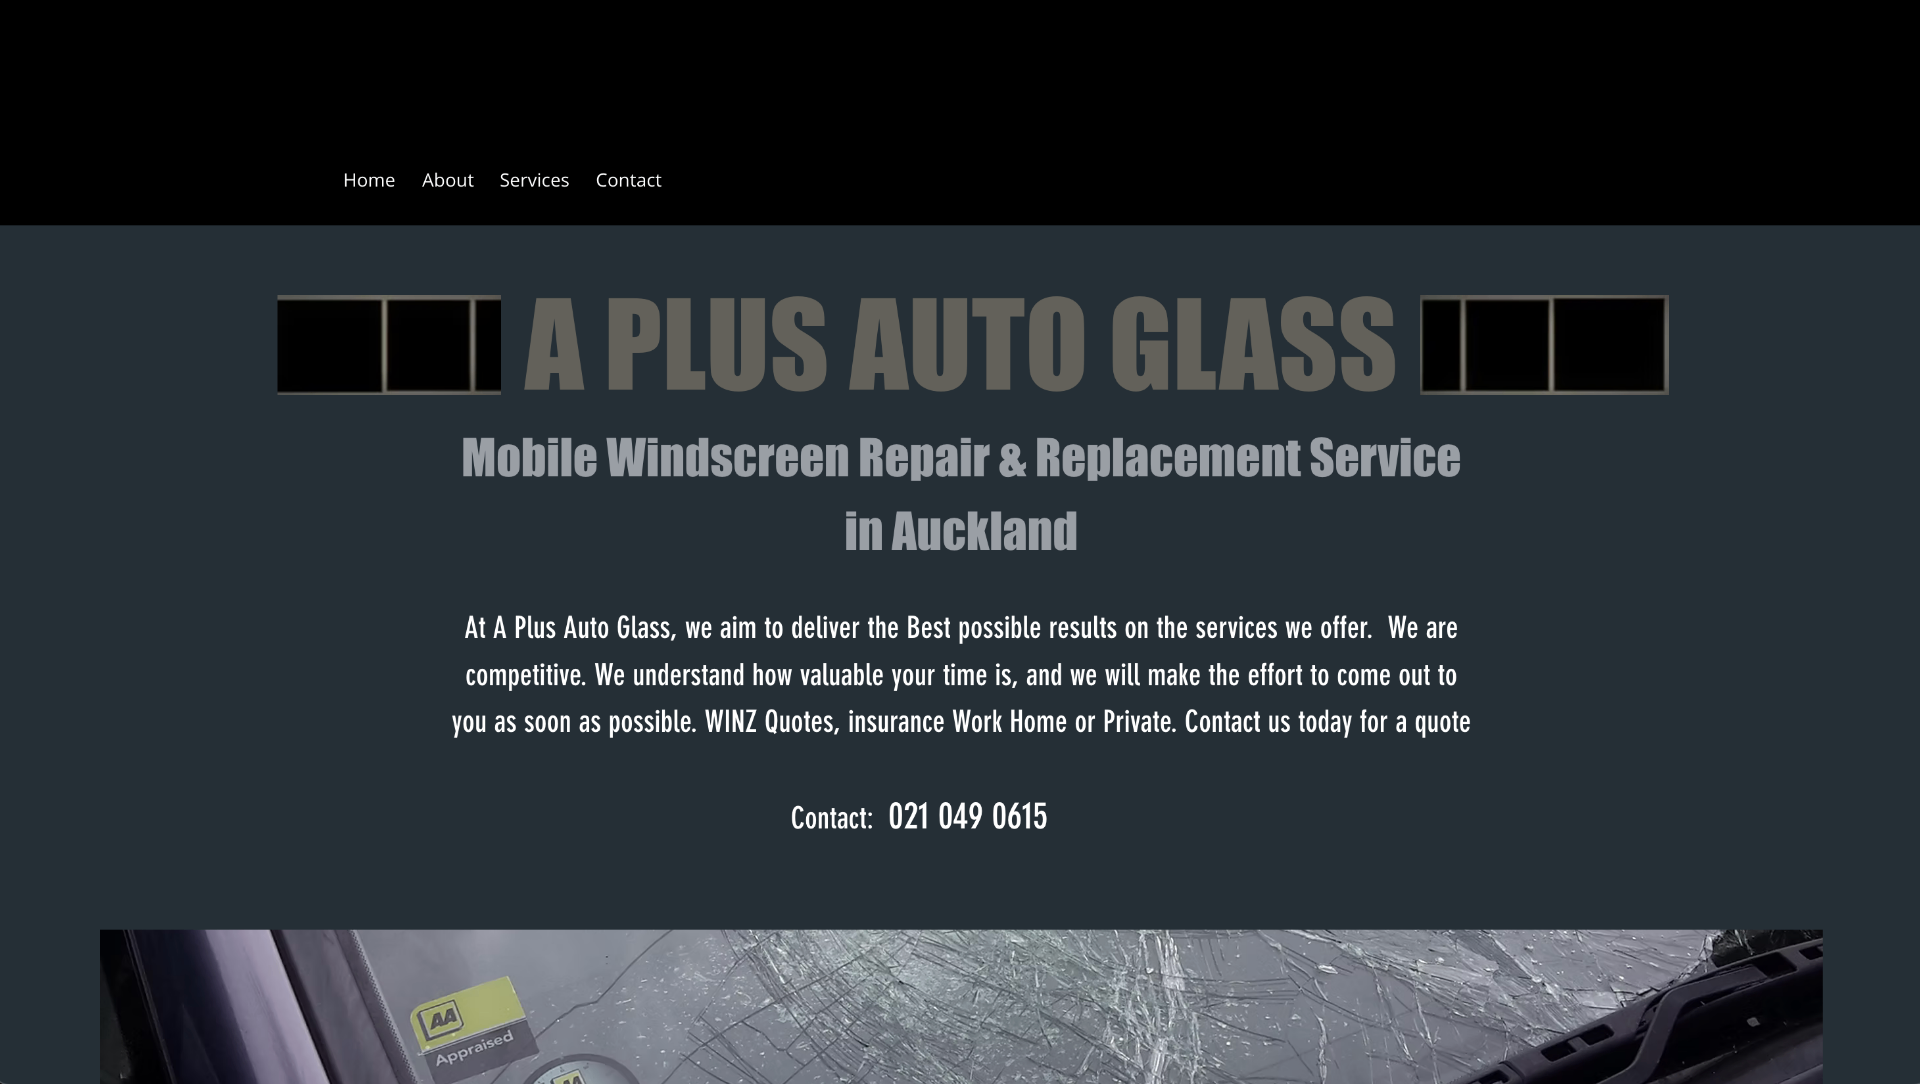 Home About Services Contact
A PLUS AUTO GLASS
Mobile Windscreen Repair & Replacement Service
in Auckland
At A Plus Auto Glass, we aim to deliver the Best possible results on the services we offer.  We are
competitive. We understand how valuable your time is, and we will make the effort to come out to
you as soon as possible. WINZ Quotes, insurance Work Home or Private. Contact us today for a quote
Contact:  021 049 0615
AA
Appraised
AA